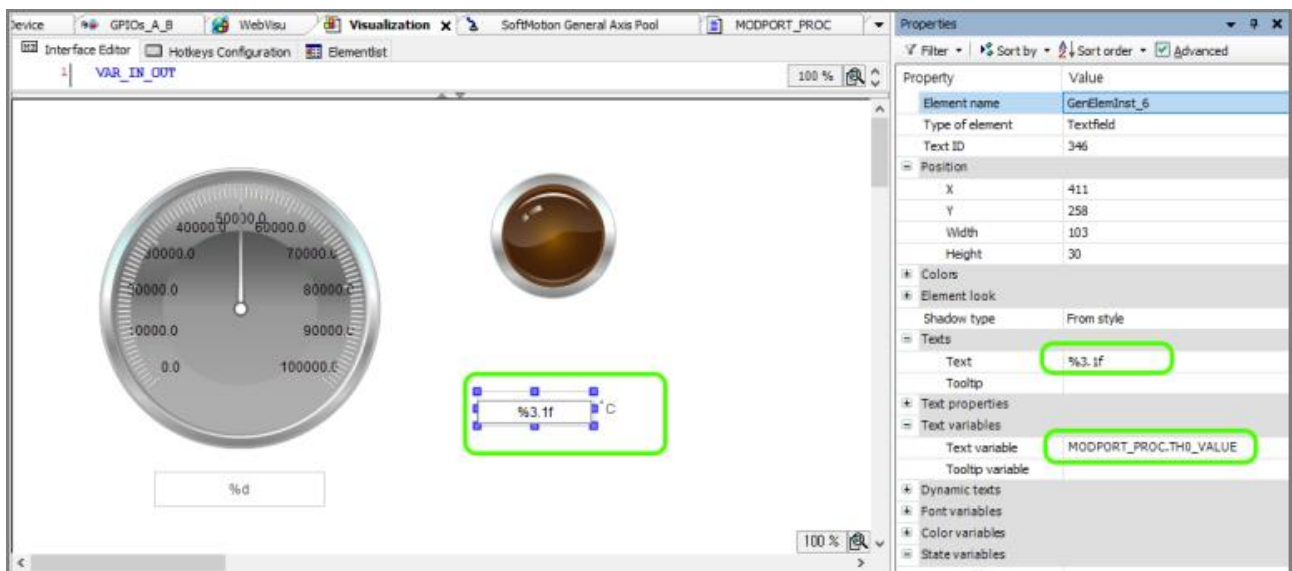 Device GPIOs_A_B WebVisu Visualization X SoftMotion General Axis Pool MODPORT_PROC
Interface Editor Hotkeys Configuration Elementlist
1 VAR_IN_OUT
100 %
50000.0
40000.0 60000.0
30000.0 70000.0
80000.0
90000.0
0.0 100000.0
%3.1f °C
%d
100 %
Properties
Filter Sort by Sort order Advanced
Property Value
Element name GenElemInst_6
Type of element Textfield
Text ID 346
Position
X 411
Y 258
Width 103
Height 30
Colors
Element look
Shadow type From style
Texts
Text %3.1f
Tooltip
Text properties
Text variables
Text variable MODPORT_PROC.TH0_VALUE
Tooltip variable
Dynamic texts
Font variables
Color variables
State variables